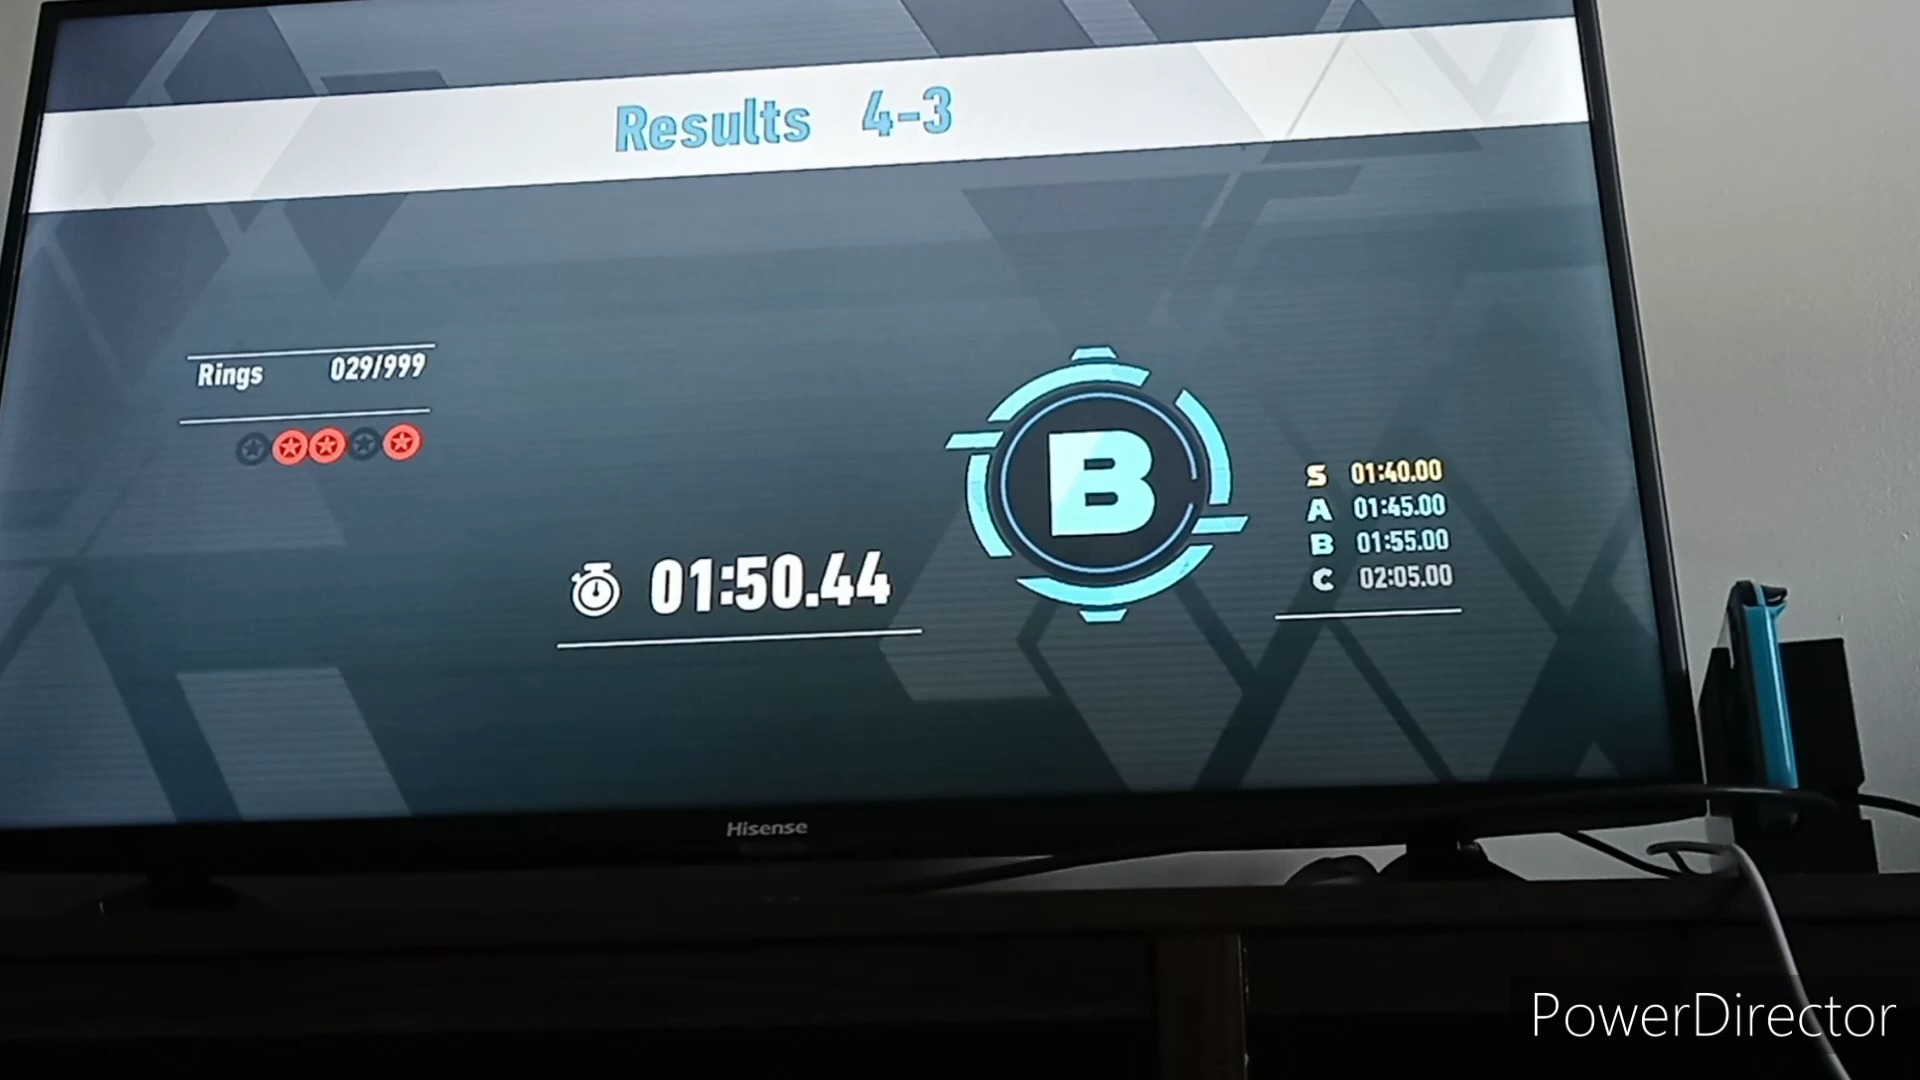 Results 4-3
Rings 029/999
01:50.44
B
S 01:40.00
A 01:45.00
B 01:55.00
C 02:05.00
Hisense
PowerDirector